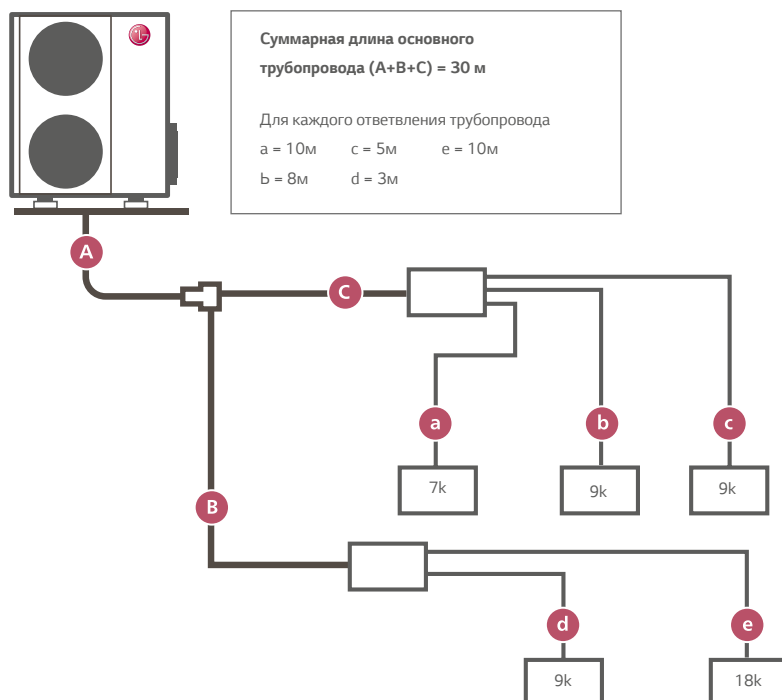 Суммарная длина основного
трубопровода (A+B+C) = 30 м
Для каждого ответвления трубопровода
a = 10м c = 5м e = 10м
b = 8м d = 3м
LG
A
C
a
b
c
7k
9k
9k
B
d
e
9k
18k